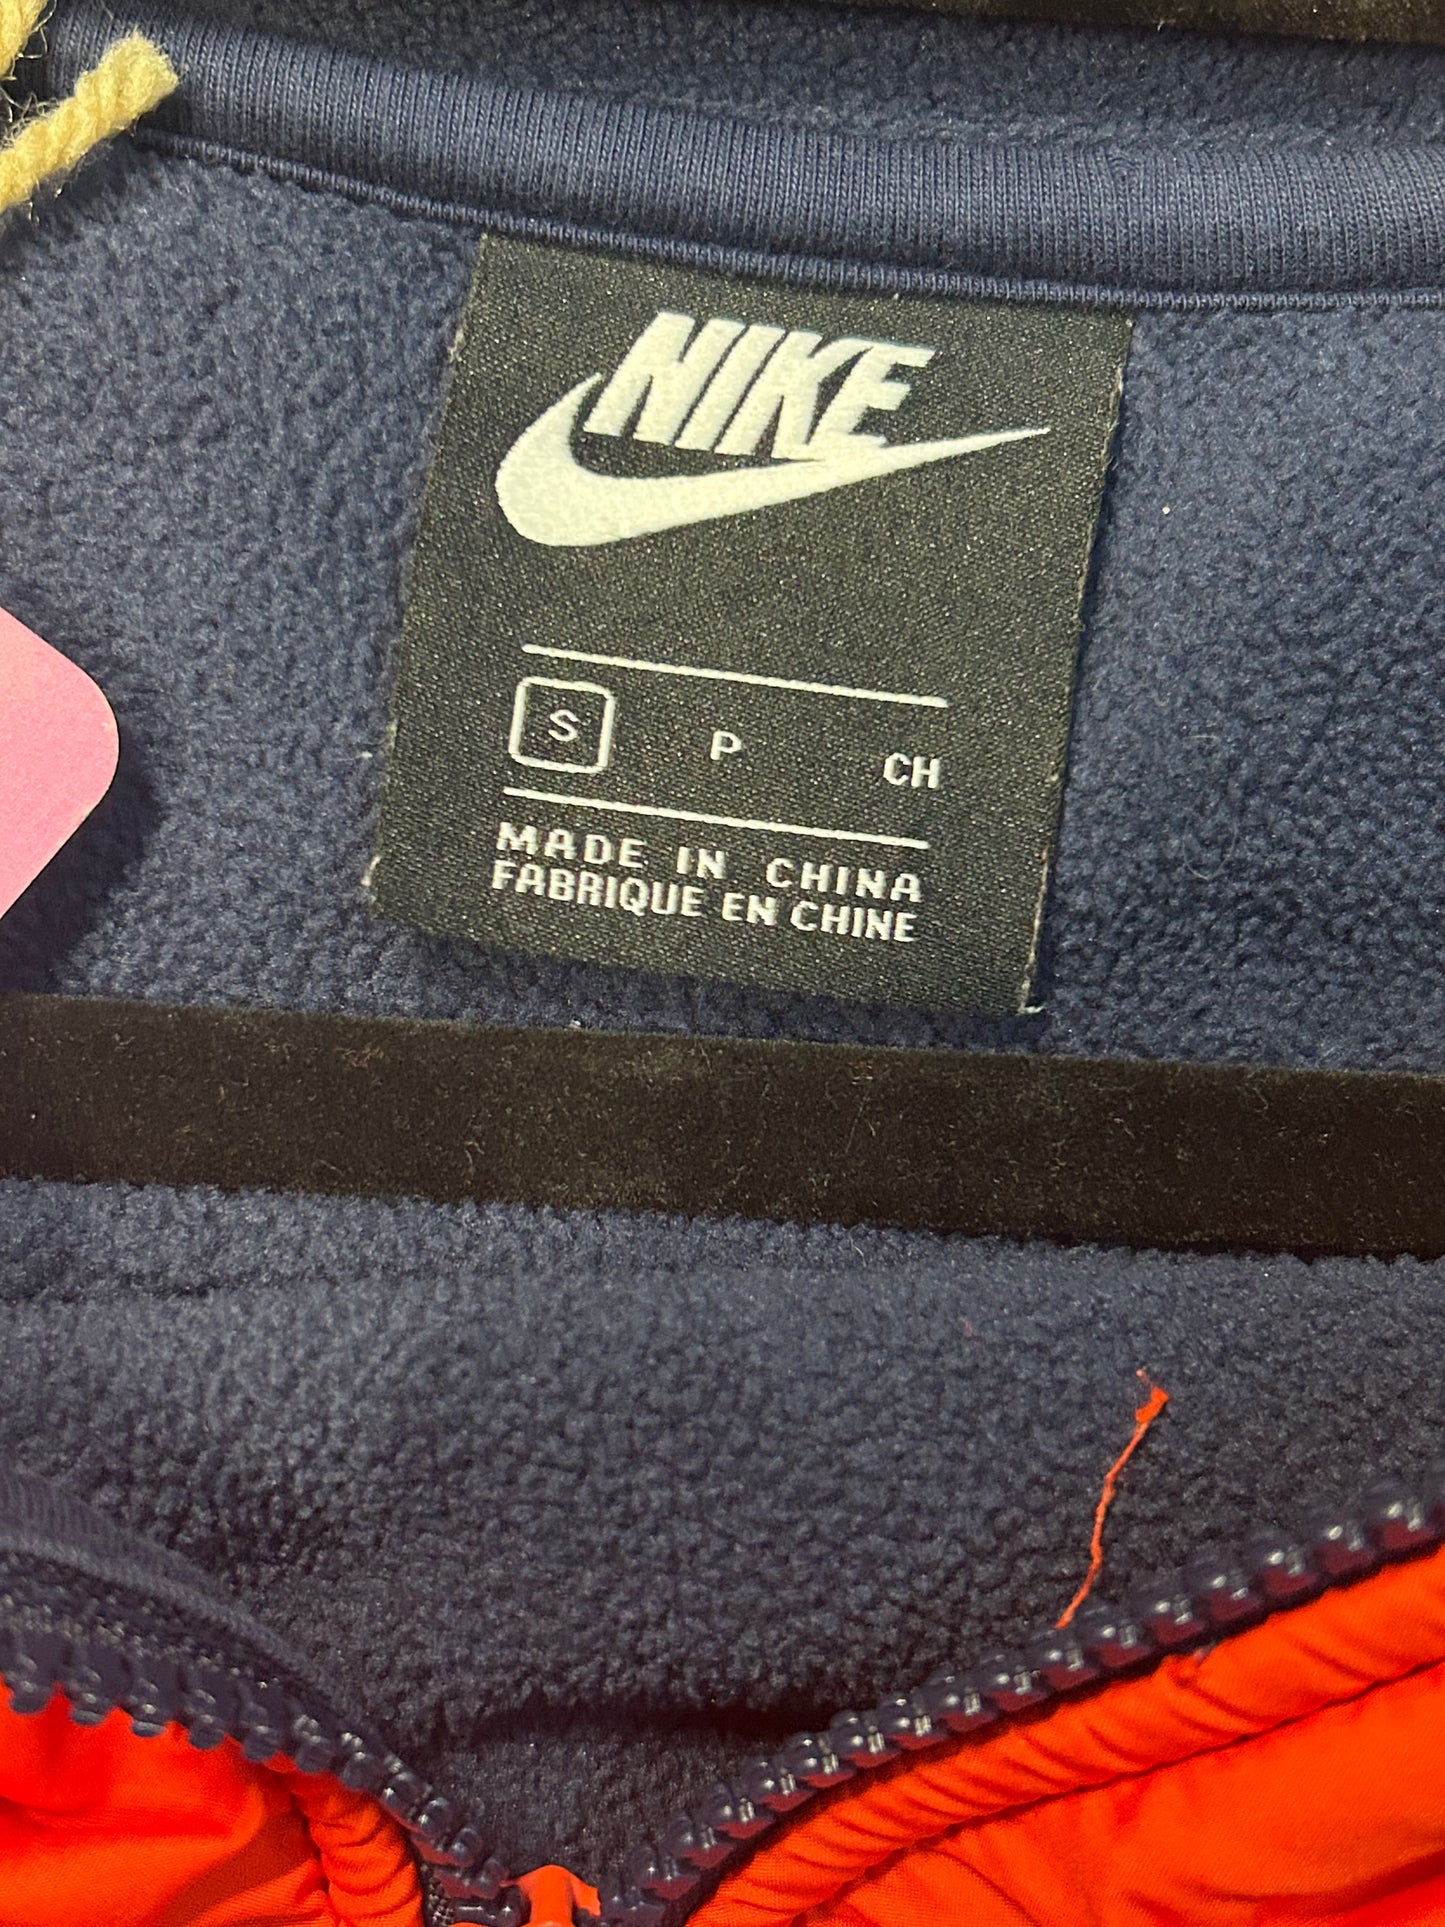 NIKE
S P CH
MADE IN CHINA
FABRIQUE EN CHINE